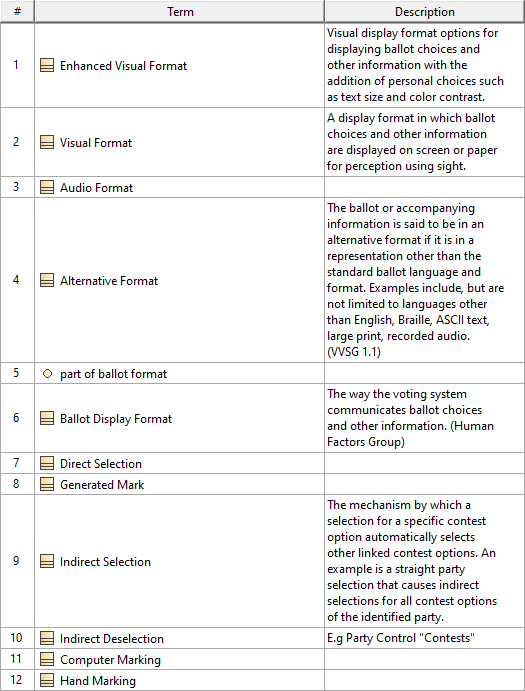 # Term Description
1 Enhanced Visual Format
Visual display format options for
displaying ballot choices and
other information with the
addition of personal choices such
as text size and color contrast.
2 Visual Format
A display format in which ballot
choices and other information
are displayed on screen or paper
for perception using sight.
3 Audio Format
4 Alternative Format
The ballot or accompanying
information is said to be in an
alternative format if it is in a
representation other than the
standard ballot language and
format. Examples include, but are
not limited to languages other
than English, Braille, ASCII text,
large print, recorded audio.
(VVSG 1.1)
5 part of ballot format
6 Ballot Display Format
The way the voting system
communicates ballot choices
and other information. (Human
Factors Group)
7 Direct Selection
8 Generated Mark
9 Indirect Selection
The mechanism by which a
selection for a specific contest
option automatically selects
other linked contest options. An
example is a straight party
selection that causes indirect
selections for all contest options
of the identified party.
10 Indirect Deselection E.g Party Control "Contests"
11 Computer Marking
12 Hand Marking